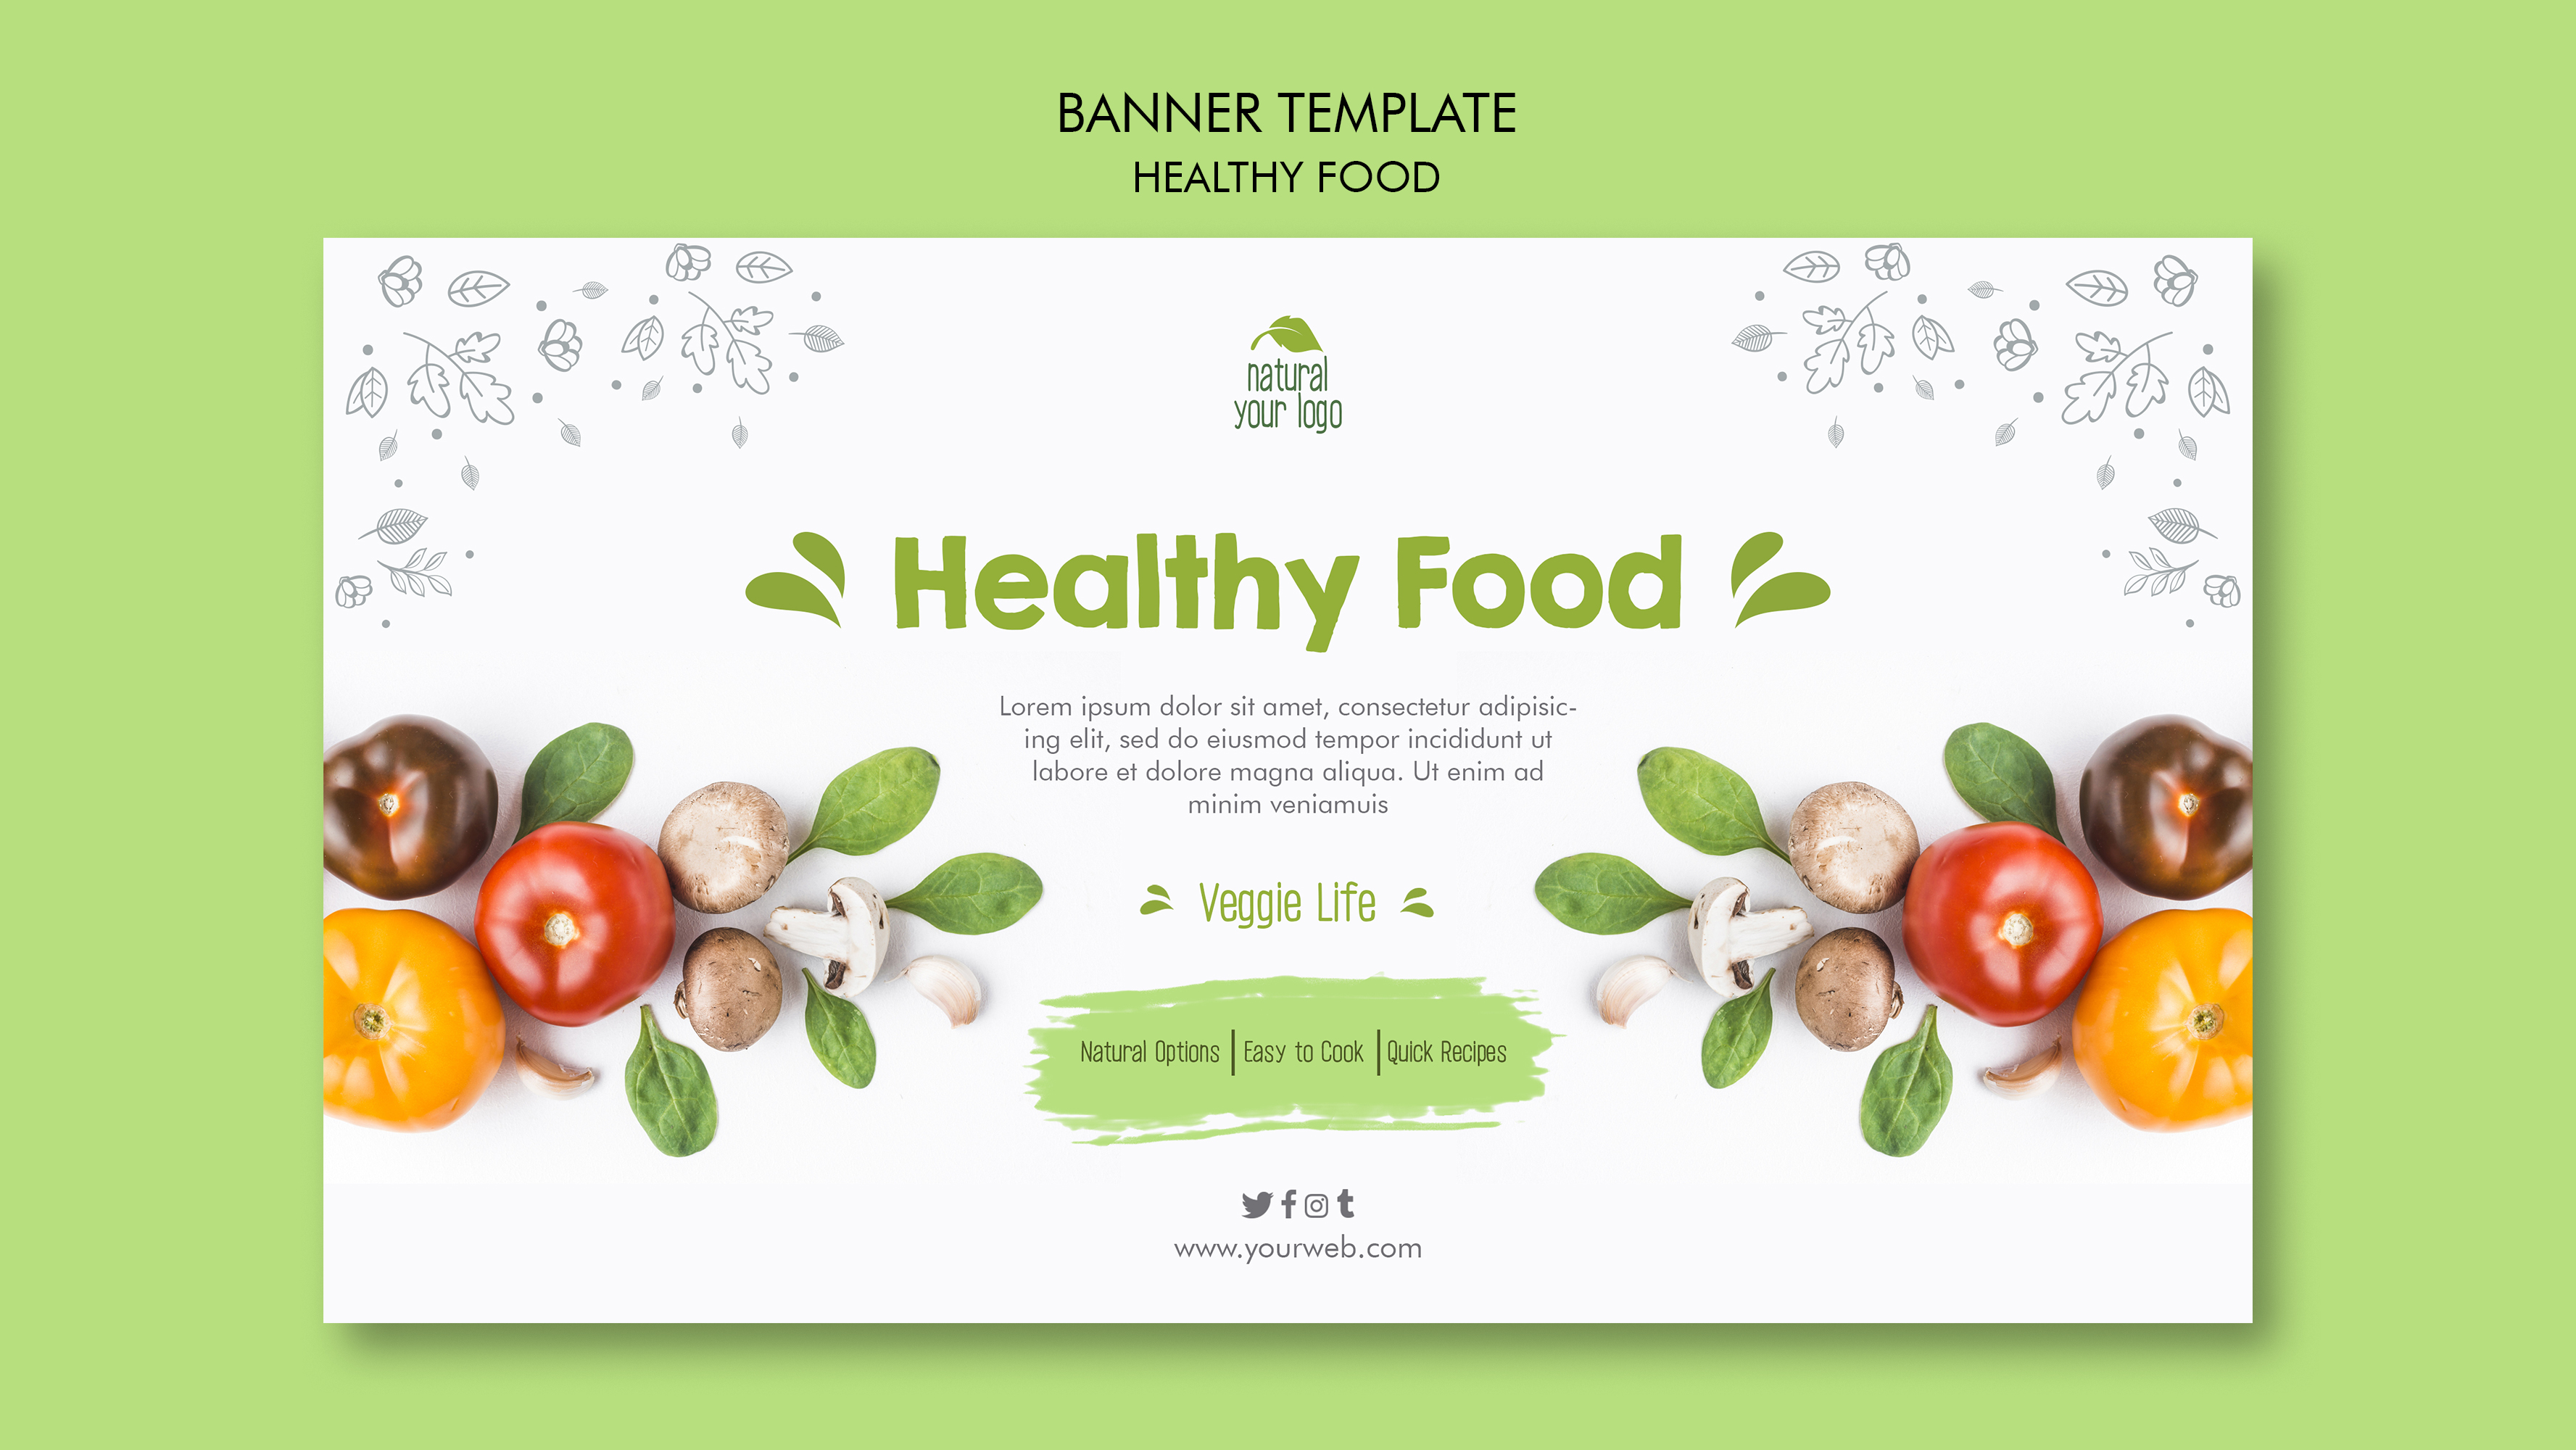 BANNER TEMPLATE
HEALTHY FOOD
natural
your logo
Healthy Food
Lorem ipsum dolor sit amet, consectetur adipisic-
ing elit, sed do eiusmod tempor incididunt ut
labore et dolore magna aliqua. Ut enim ad
minim veniamuis
Veggie Life
Natural Options | Easy to Cook | Quick Recipes
www.yourweb.com